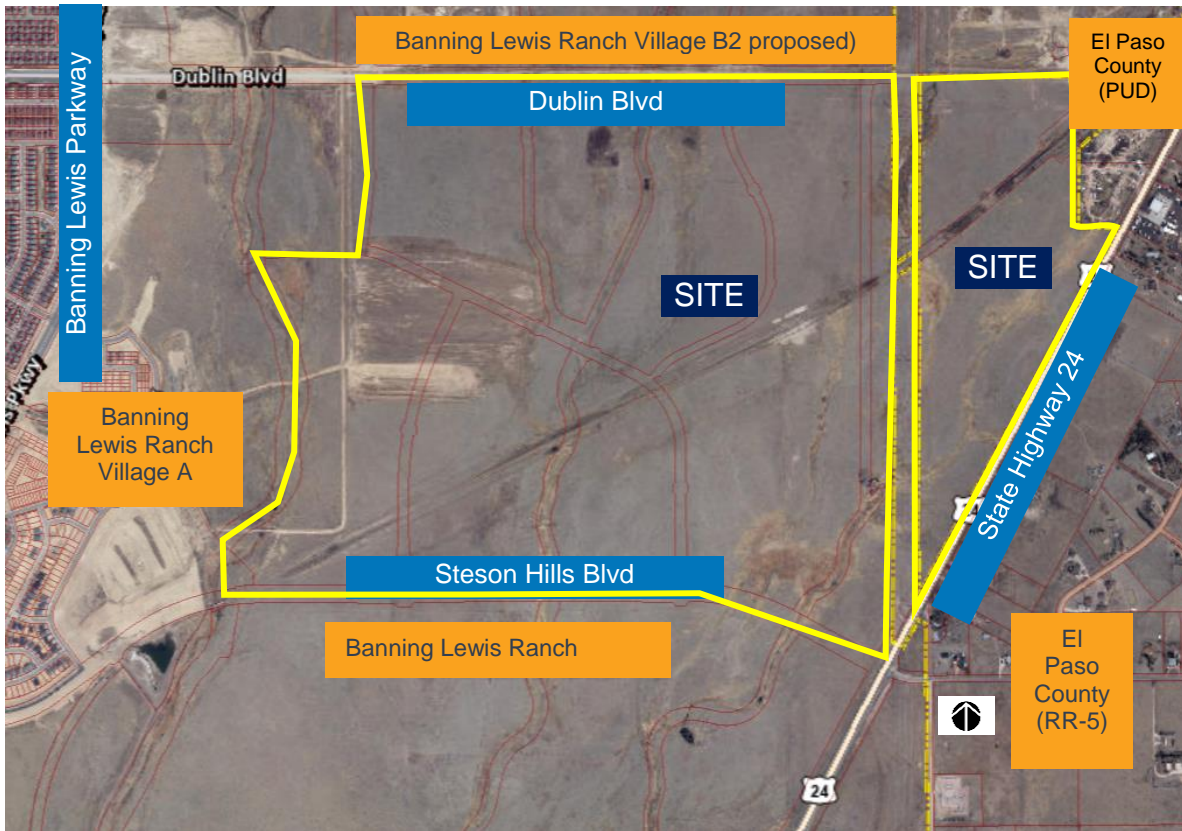 Banning Lewis Ranch Village B2 proposed)
El Paso
County
(PUD)
Dublin Blvd
Dublin Blvd
Banning Lewis Parkway
SITE
SITE
24
State Highway 24
Pkwy
Banning
Lewis Ranch
Village A
Steson Hills Blvd
Banning Lewis Ranch
El
Paso
County
(RR-5)
24